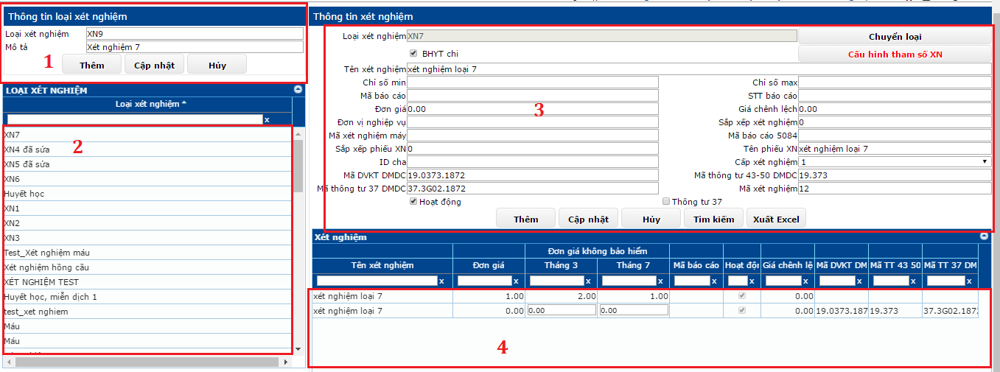 Thông tin loại xét nghiệm
Loại xét nghiệm XN9
Mô tả Xét nghiệm 7
1
Thêm Cập nhật Hủy
LOẠI XÉT NGHIỆM
Loại xét nghiệm
x
XN7
2
XN4 đã sửa
XN5 đã sửa
XN6
Huyết học
XN1
XN2
XN3
Test_Xét nghiệm máu
Xét nghiệm hồng cầu
XÉT NGHIỆM TEST
Huyết học, miễn dịch 1
test_xet nghiem
Máu
Máu
Thông tin xét nghiệm
Loại xét nghiệm XN7 Chuyển loại
BHYT chi Cấu hình tham số XN
Tên xét nghiệm xét nghiệm loại 7
Chỉ số min Chỉ số max
Mã báo cáo STT báo cáo
Đơn giá 0.00 Giá chênh lệch 0.00
3
Đơn vị nghiệp vụ Sắp xếp xét nghiệm 0
Mã xét nghiệm máy Mã báo cáo 5084
Sắp xếp phiếu XN 0 Tên phiếu XN xét nghiệm loại 7
ID cha Cấp xét nghiệm 1
Mã DVKT DMDC 19.0373.1872 Mã thông tư 43-50 DMDC 19.373
Mã thông tư 37 DMDC 37.3G02.1872 Mã xét nghiệm 12
Hoạt động Thông tư 37
Thêm Cập nhật Hủy Tìm kiếm Xuất Excel
Xét nghiệm
Đơn giá không bảo hiểm
Tên xét nghiệm Đơn giá Tháng 3 Tháng 7 Mã báo cáo Hoạt độn Giá chênh lệ Mã DVKT DM Mã TT 43 50 Mã TT 37 DM
x x x x x x x x x x
xét nghiệm loại 7 1.00 2.00 1.00 0.00
xét nghiệm loại 7 0.00 0.00 0.00 0.00 19.0373.187 19.373 37.3G02.187
4